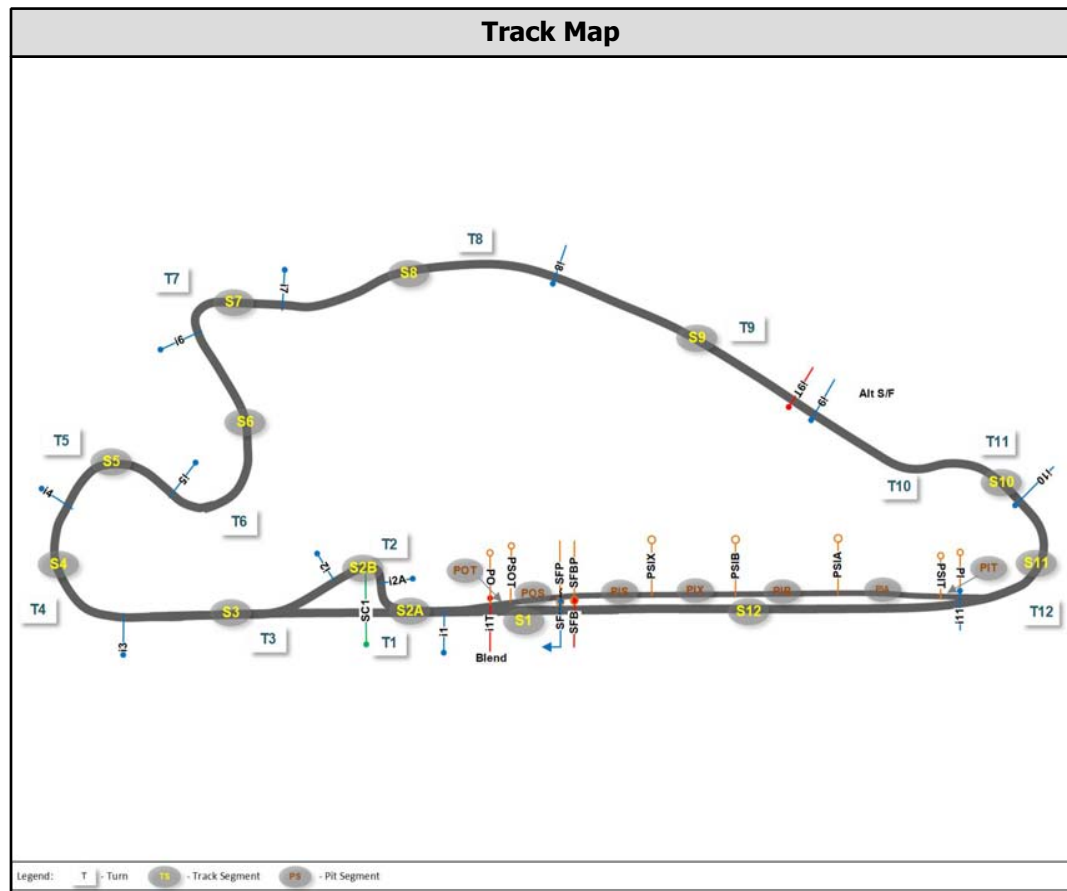 Track Map
T8
i8
S8
T7
i7
S7
i6
S9
T9
i9T
i9
Alt S/F
S6
T5
S5
i4
i5
T6
T11
S10
i10
T10
S4
T4
T2
S2B
i2
i2A
SC1
S3
T3
S2A
T1
i1
POT
PO
PSOT
i1T
Blend
S1
POS
SFP
SFBP
SF
SFB
PSIX
PIS
PIX
PSIB
PIB
PSIA
PIA
PSIT
PI
PIT
i11
S12
S11
T12
i3
Legend: T - Turn TS - Track Segment PS - Pit Segment